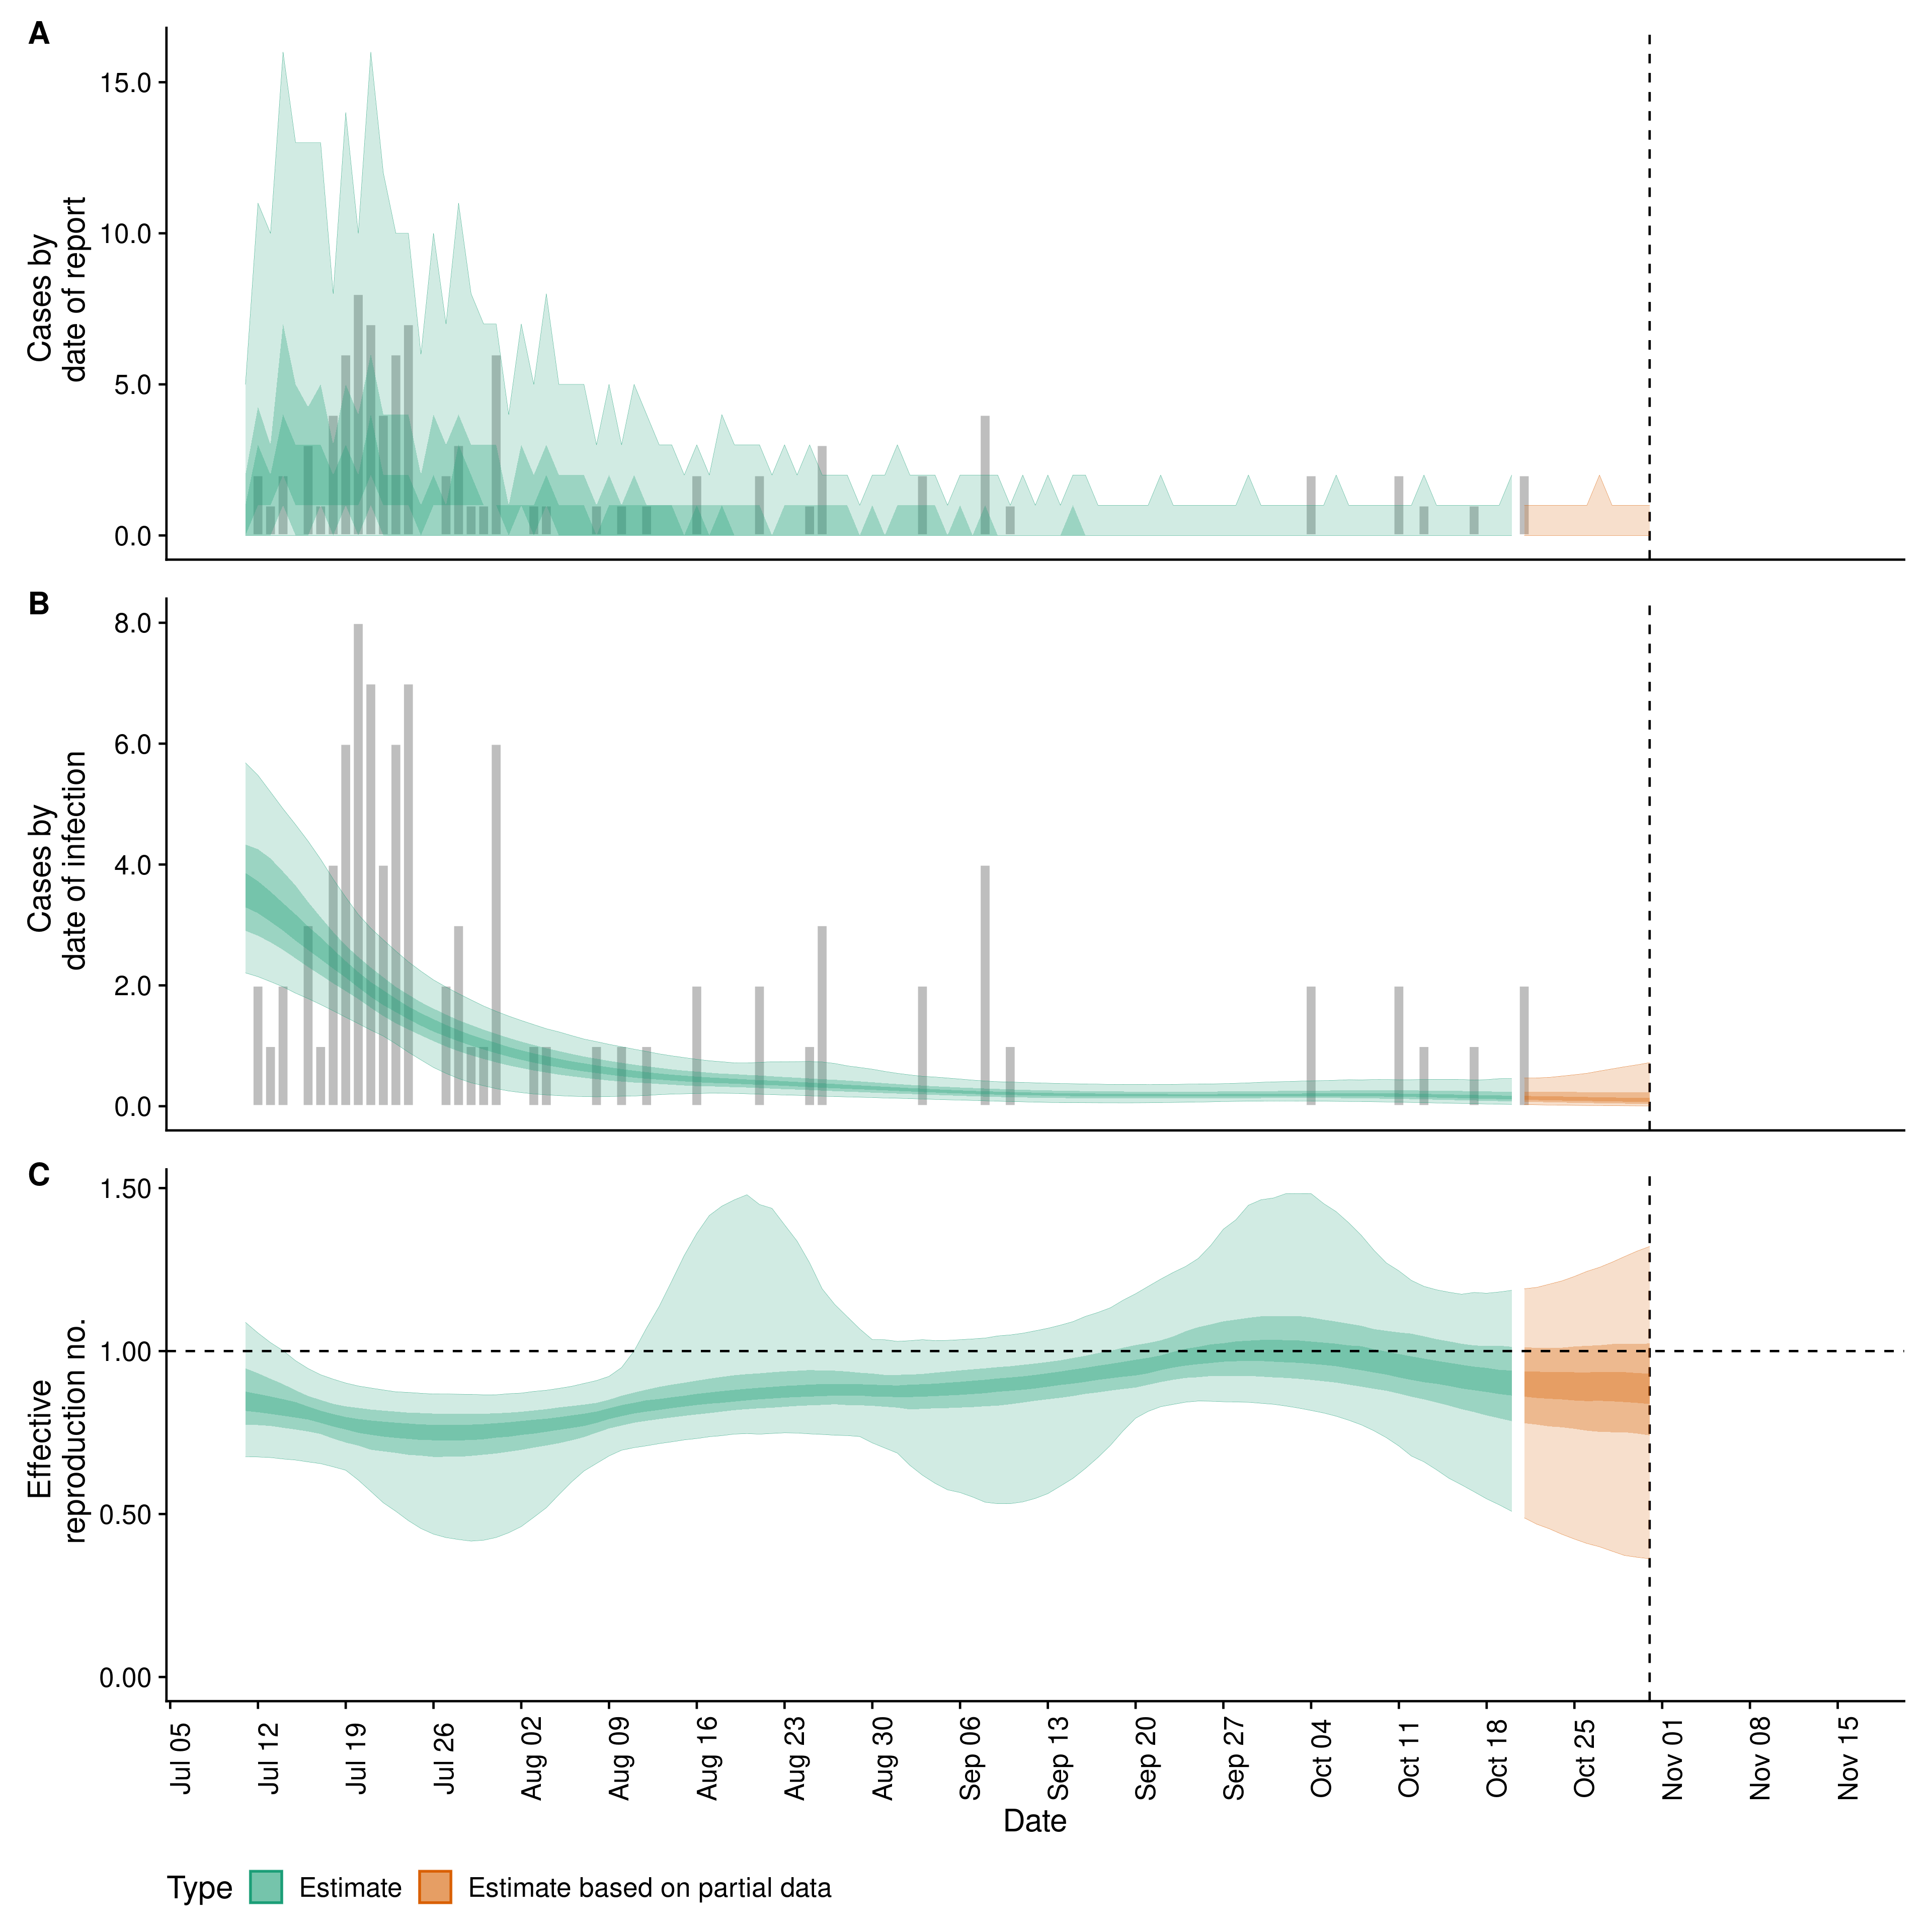 A
15.0
10.0
5.0
0.0
Cases by
date of report
B
8.0
6.0
4.0
2.0
0.0
Cases by
date of infection
C
1.50
1.00
0.50
0.00
Effective
reproduction no.
Jul 05
Jul 12
Jul 19
Jul 26
Aug 02
Aug 09
Aug 16
Aug 23
Aug 30
Sep 06
Sep 13
Sep 20
Sep 27
Oct 04
Oct 11
Oct 18
Oct 25
Nov 01
Nov 08
Nov 15
Date
Type Estimate Estimate based on partial data